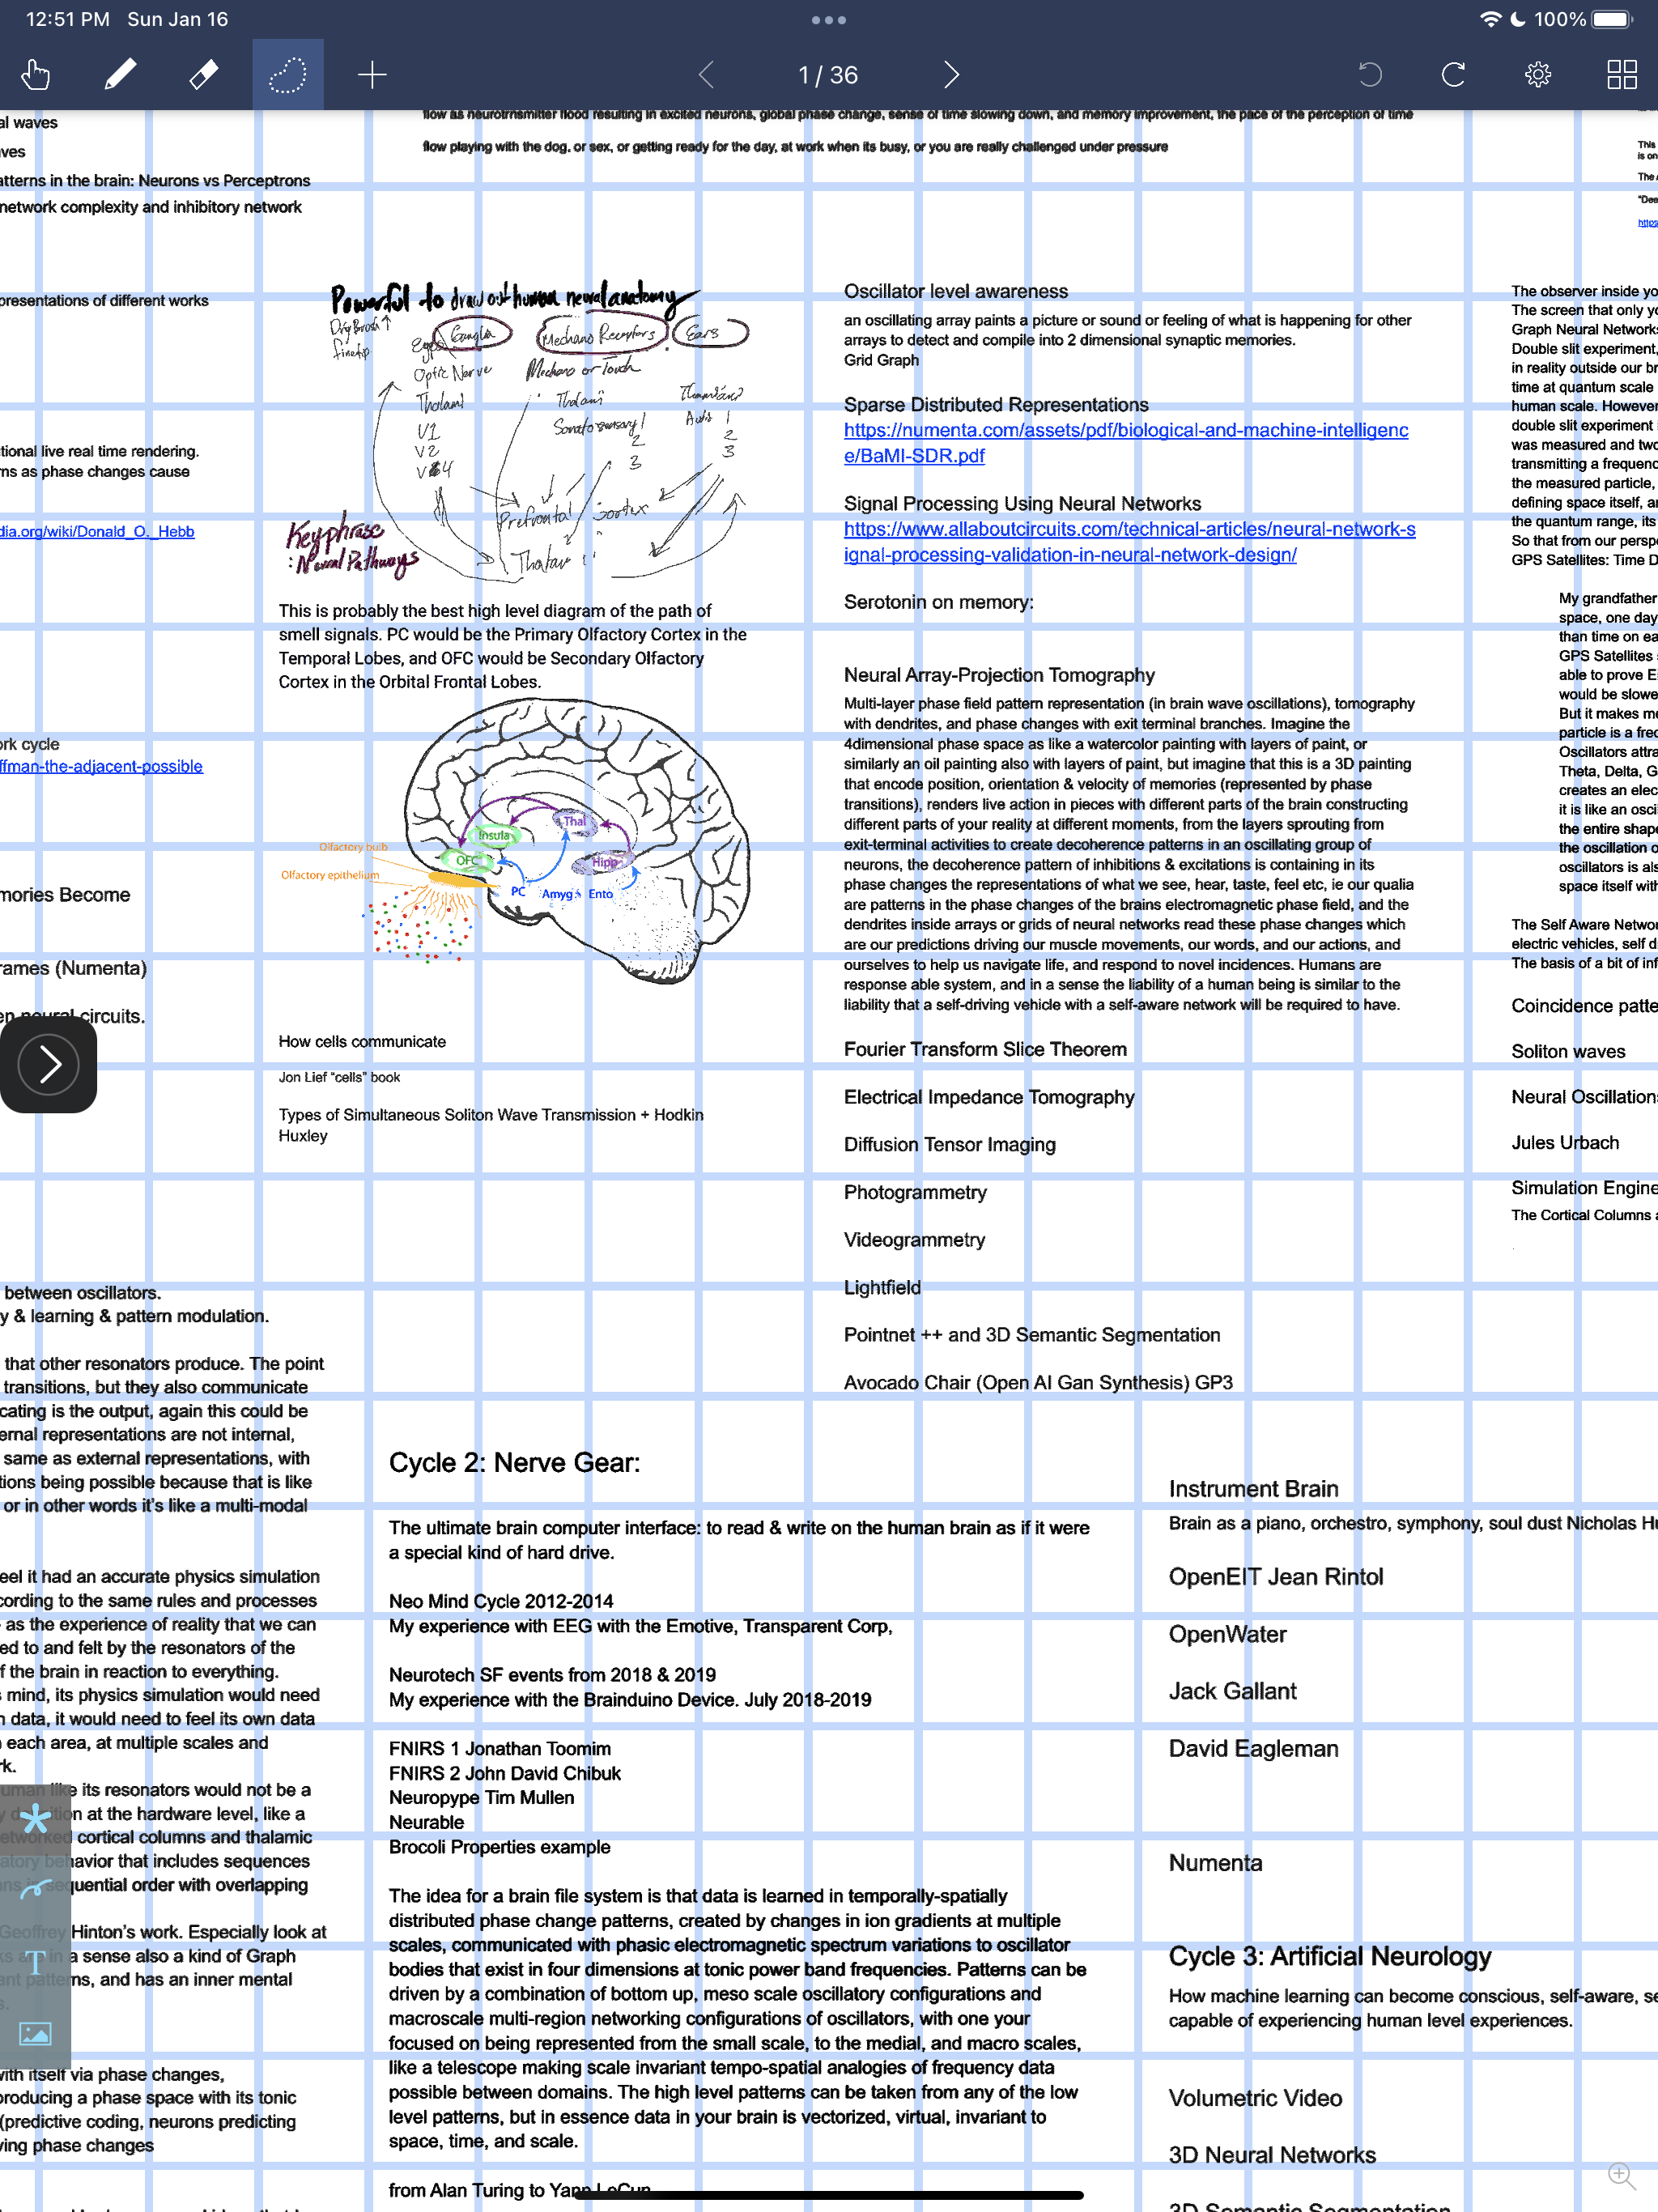 12:51 PM Sun Jan 16
100%
1 / 36
al waves
ves
atterns in the brain: Neurons vs Perceptrons
network complexity and inhibitory network
presentations of different works
tional live real time rendering.
rns as phase changes cause
dia.org/wiki/Donald_O._Hebb
ork cycle
ffman-the-adjacent-possible
mories Become
rames (Numenta)
en neural circuits.
between oscillators.
y & learning & pattern modulation.
that other resonators produce. The point
transitions, but they also communicate
cating is the output, again this could be
ernal representations are not internal,
same as external representations, with
tions being possible because that is like
or in other words it's like a multi-modal
eel it had an accurate physics simulation
cording to the same rules and processes
as the experience of reality that we can
ed to and felt by the resonators of the
f the brain in reaction to everything.
s mind, its physics simulation would need
n data, it would need to feel its own data
each area, at multiple scales and
rk.
uman like its resonators would not be a
at the hardware level, like a
etworked cortical columns and thalamic
atory behavior that includes sequences
sequential order with overlapping
Geoffrey Hinton's work. Especially look at
in a sense also a kind of Graph
ant patterns, and has an inner mental
s.
with itself via phase changes,
producing a phase space with its tonic
(predictive coding, neurons predicting
ving phase changes
flow as neurotrnsmitter flood resulting in excited neurons, global phase change, sense of time slowing down, and memory improvement, the pace of the perception of time
flow playing with the dog, or sex, or getting ready for the day, at work when its busy, or you are really challenged under pressure
Powerful to draw out human neural anatomy
Dry Brush
fine tip
Eyes Ganglia Mechano Receptors Ears
Optic Nerve Mechano or Touch
Thalami Thalami
V1 Somatosensory 1 Aud 1
V2 2 2
V4 3 3
Prefrontal cortex
Keyphrase
: Neural Pathways
This is probably the best high level diagram of the path of
smell signals. PC would be the Primary Olfactory Cortex in the
Temporal Lobes, and OFC would be Secondary Olfactory
Cortex in the Orbital Frontal Lobes.
Thal
Insula
Olfactory bulb
OFC
Hipp
Olfactory epithelium
PC Amyg. Ento
How cells communicate
Jon Lief "cells" book
Types of Simultaneous Soliton Wave Transmission + Hodkin
Huxley
Oscillator level awareness
an oscillating array paints a picture or sound or feeling of what is happening for other
arrays to detect and compile into 2 dimensional synaptic memories.
Grid Graph
Sparse Distributed Representations
https://numenta.com/assets/pdf/biological-and-machine-intelligenc
e/BaMI-SDR.pdf
Signal Processing Using Neural Networks
https://www.allaboutcircuits.com/technical-articles/neural-network-s
ignal-processing-validation-in-neural-network-design/
Serotonin on memory:
Neural Array-Projection Tomography
Multi-layer phase field pattern representation (in brain wave oscillations), tomography
with dendrites, and phase changes with exit terminal branches. Imagine the
4dimensional phase space as like a watercolor painting with layers of paint, or
similarly an oil painting also with layers of paint, but imagine that this is a 3D painting
that encode position, orientation & velocity of memories (represented by phase
transitions), renders live action in pieces with different parts of the brain constructing
different parts of your reality at different moments, from the layers sprouting from
exit-terminal activities to create decoherence patterns in an oscillating group of
neurons, the decoherence pattern of inhibitions & excitations is containing in its
phase changes the representations of what we see, hear, taste, feel etc, ie our qualia
are patterns in the phase changes of the brains electromagnetic phase field, and the
dendrites inside arrays or grids of neural networks read these phase changes which
are our predictions driving our muscle movements, our words, and our actions, and
ourselves to help us navigate life, and respond to novel incidences. Humans are
response able system, and in a sense the liability of a human being is similar to the
liability that a self-driving vehicle with a self-aware network will be required to have.
Fourier Transform Slice Theorem
Electrical Impedance Tomography
Diffusion Tensor Imaging
Photogrammetry
Videogrammetry
Lightfield
Pointnet ++ and 3D Semantic Segmentation
Avocado Chair (Open AI Gan Synthesis) GP3
This
is on
The
"Dee
https
The observer inside yo
The screen that only yo
Graph Neural Networks
Double slit experiment,
in reality outside our br
time at quantum scale
human scale. However
double slit experiment
was measured and two
transmitting a frequenc
the measured particle,
defining space itself, a
the quantum range, its
So that from our persp
GPS Satellites: Time D
My grandfather
space, one day
than time on ea
GPS Satellites
able to prove E
would be slowe
But it makes me
particle is a fred
Oscillators attra
Theta, Delta, G
creates an elec
it is like an osci
the entire shape
the oscillation o
oscillators is als
space itself with
The Self Aware Networ
electric vehicles, self d
The basis of a bit of inf
Coincidence patte
Soliton waves
Neural Oscillations
Jules Urbach
Simulation Engine
The Cortical Columns a
Cycle 2: Nerve Gear:
The ultimate brain computer interface: to read & write on the human brain as if it were
a special kind of hard drive.
Neo Mind Cycle 2012-2014
My experience with EEG with the Emotive, Transparent Corp,
Neurotech SF events from 2018 & 2019
My experience with the Brainduino Device. July 2018-2019
FNIRS 1 Jonathan Toomim
FNIRS 2 John David Chibuk
Neuropype Tim Mullen
Neurable
Brocoli Properties example
The idea for a brain file system is that data is learned in temporally-spatially
distributed phase change patterns, created by changes in ion gradients at multiple
scales, communicated with phasic electromagnetic spectrum variations to oscillator
bodies that exist in four dimensions at tonic power band frequencies. Patterns can be
driven by a combination of bottom up, meso scale oscillatory configurations and
macroscale multi-region networking configurations of oscillators, with one your
focused on being represented from the small scale, to the medial, and macro scales,
like a telescope making scale invariant tempo-spatial analogies of frequency data
possible between domains. The high level patterns can be taken from any of the low
level patterns, but in essence data in your brain is vectorized, virtual, invariant to
space, time, and scale.
from Alan Turing to Yann LeCun
Instrument Brain
Brain as a piano, orchestro, symphony, soul dust Nicholas Hu
OpenEIT Jean Rintol
OpenWater
Jack Gallant
David Eagleman
Numenta
Cycle 3: Artificial Neurology
How machine learning can become conscious, self-aware, se
capable of experiencing human level experiences.
Volumetric Video
3D Neural Networks
3D Semantic Segmentation